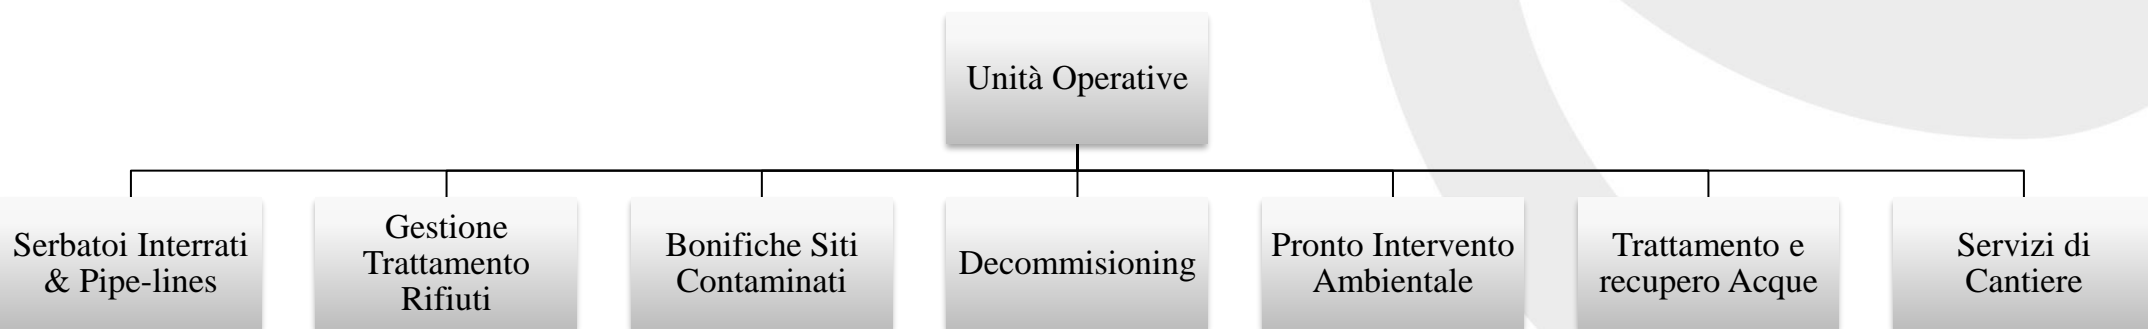 Unità Operative
Serbatoi Interrati
& Pipe-lines
Gestione
Trattamento
Rifiuti
Bonifiche Siti
Contaminati
Decommisioning
Pronto Intervento
Ambientale
Trattamento e
recupero Acque
Servizi di
Cantiere